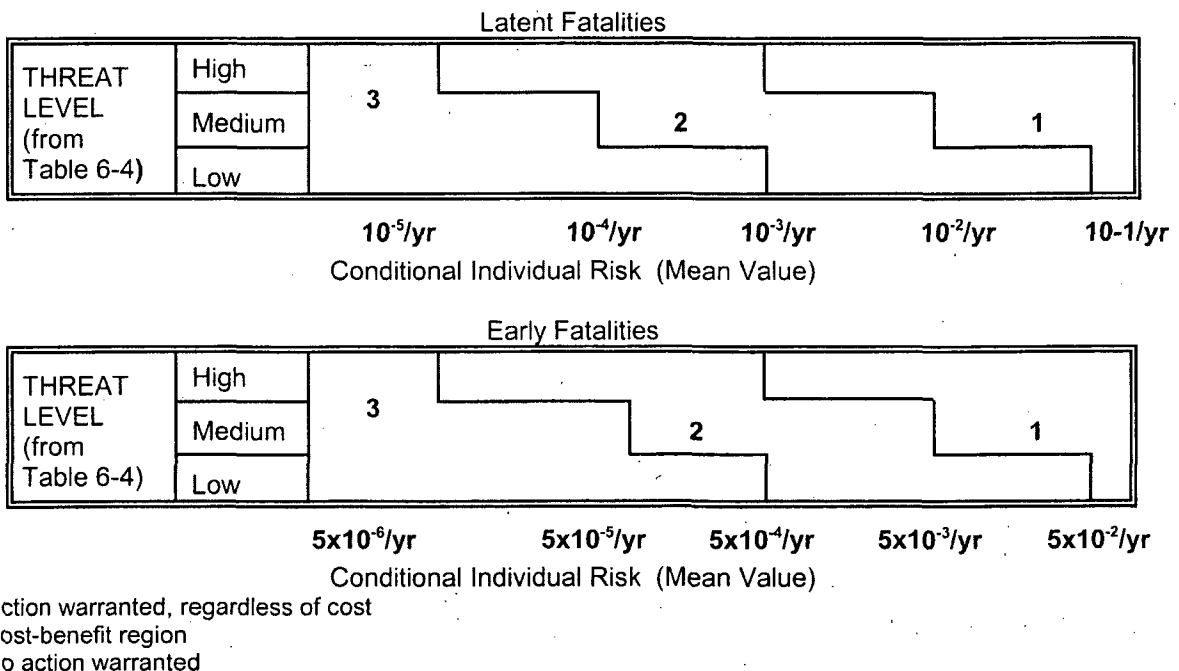 Latent Fatalities
THREAT
LEVEL
(from
Table 6-4)
High
Medium
Low
3
2
1
10⁻⁵/yr 10⁻⁴/yr 10⁻³/yr 10⁻²/yr 10-1/yr
Conditional Individual Risk (Mean Value)
Early Fatalities
THREAT
LEVEL
(from
Table 6-4)
High
Medium
Low
3
2
1
5x10⁻⁶/yr 5x10⁻⁵/yr 5x10⁻⁴/yr 5x10⁻³/yr 5x10⁻²/yr
Conditional Individual Risk (Mean Value)
ction warranted, regardless of cost
ost-benefit region
o action warranted